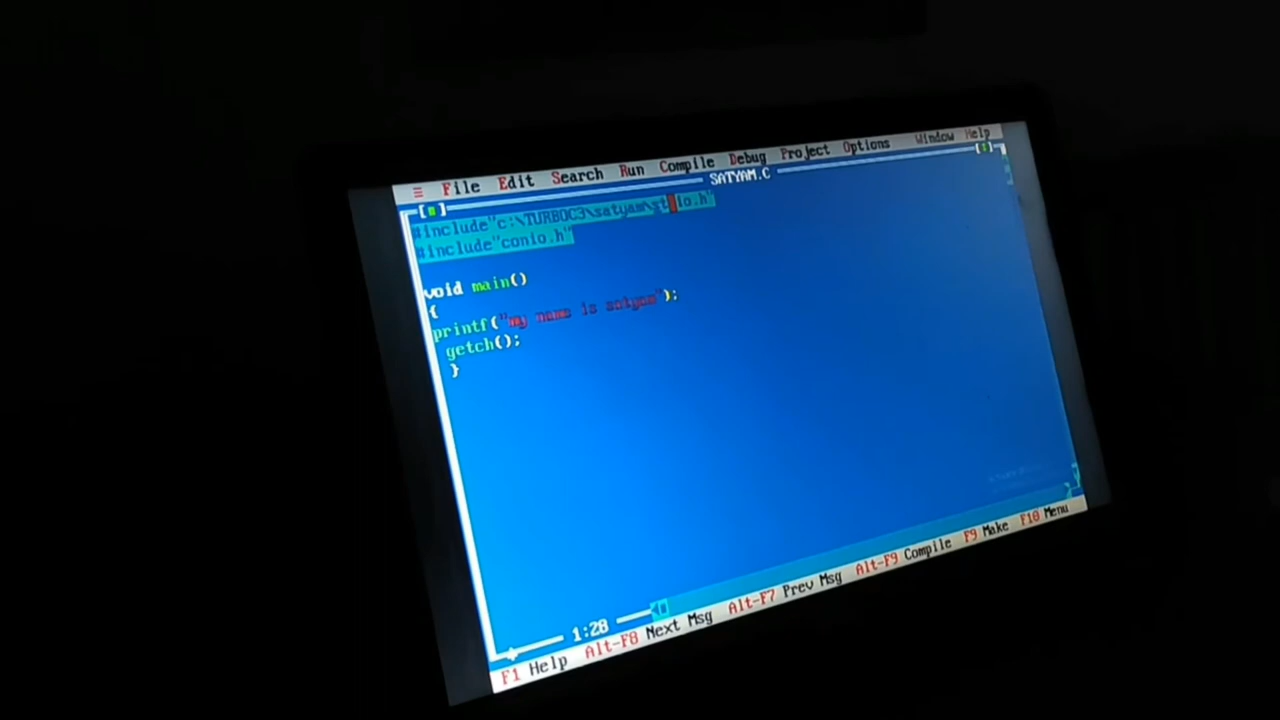 ≡ File Edit Search Run Compile Debug Project Options Window Help
SATYAM.C
#include"c:\TURBOC3\satyam\stdio.h"
#include"conio.h"
void main()
{
printf("my name is satyam");
getch();
}
1:28
F1 Help Alt-F8 Next Msg Alt-F7 Prev Msg Alt-F9 Compile F9 Make F10 Menu